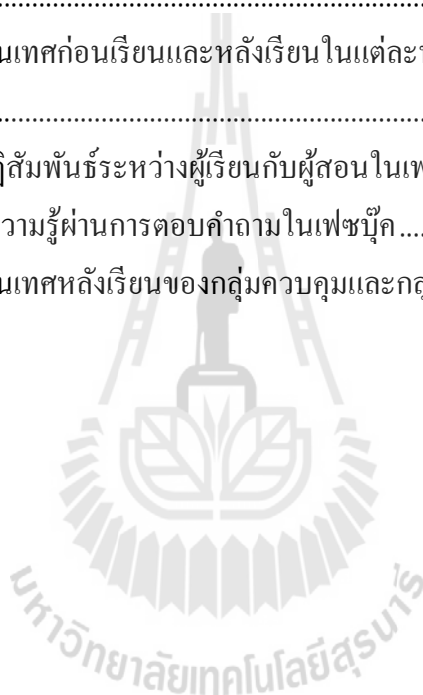 ................................................................
นเทศก่อนเรียนและหลังเรียนในแต่ละ
................................................................
สัมพันธ์ระหว่างผู้เรียนกับผู้สอนในเฟ
วามรู้ผ่านการตอบคำถามในเฟซบุ๊ค ....
นเทศหลังเรียนของกลุ่มควบคุมและกลุ
มหาวิทยาลัยเทคโนโลยีสุรนารี